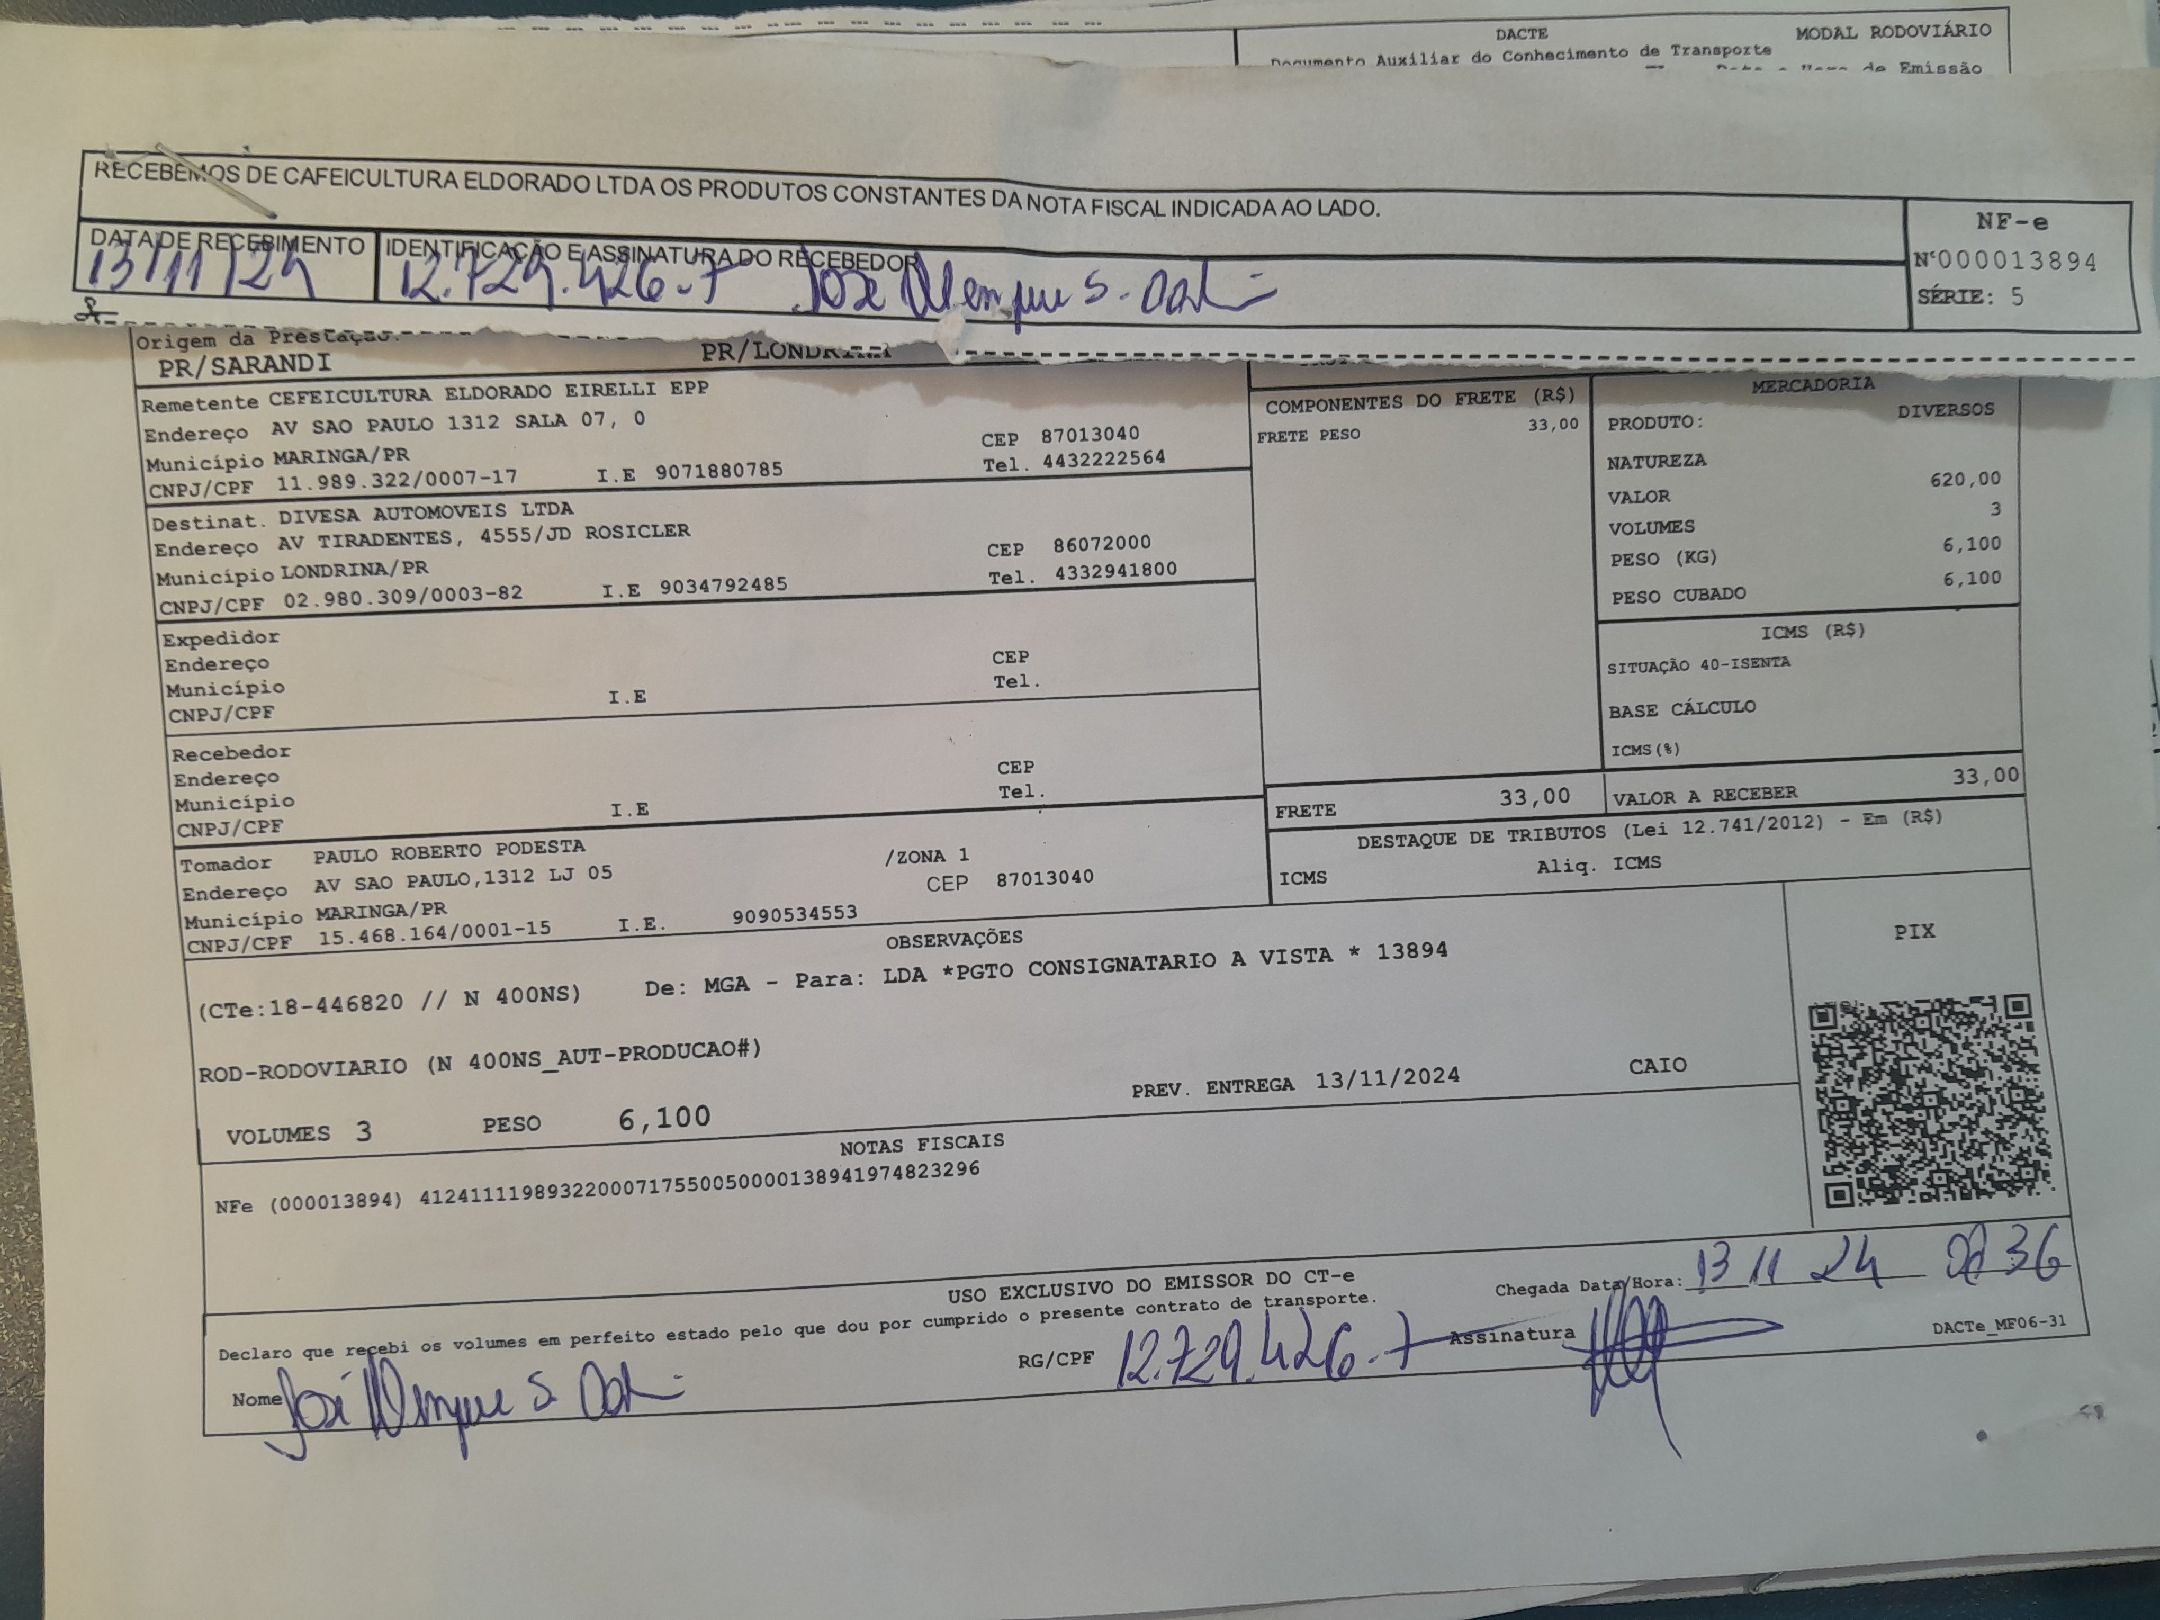 DACTE MODAL RODOVIÁRIO
Documento Auxiliar do Conhecimento de Transporte
de Emissão
RECEBEMOS DE CAFEICULTURA ELDORADO LTDA OS PRODUTOS CONSTANTES DA NOTA FISCAL INDICADA AO LADO.
NF-e
Nº000013894
SÉRIE: 5
DATA DE RECEBIMENTO
13/11/24
IDENTIFICAÇÃO E ASSINATURA DO RECEBEDOR
12.729.426-7 Jose
Origem da Prestação.
PR/SARANDI PR/LONDRINA
Remetente CEFEICULTURA ELDORADO EIRELLI EPP
Endereço AV SAO PAULO 1312 SALA 07, 0
CEP 87013040
Município MARINGA/PR
Tel. 4432222564
CNPJ/CPF 11.989.322/0007-17 I.E 9071880785
Destinat. DIVESA AUTOMOVEIS LTDA
Endereço AV TIRADENTES, 4555/JD ROSICLER
CEP 86072000
Município LONDRINA/PR
Tel. 4332941800
CNPJ/CPF 02.980.309/0003-82 I.E 9034792485
Expedidor
Endereço CEP
Município Tel.
CNPJ/CPF I.E
Recebedor
Endereço CEP
Município Tel.
CNPJ/CPF I.E
Tomador PAULO ROBERTO PODESTA /ZONA 1
Endereço AV SAO PAULO,1312 LJ 05 CEP 87013040
Município MARINGA/PR
CNPJ/CPF 15.468.164/0001-15 I.E. 9090534553
COMPONENTES DO FRETE (R$)
FRETE PESO 33,00
MERCADORIA
PRODUTO: DIVERSOS
NATUREZA
VALOR 620,00
VOLUMES 3
PESO (KG) 6,100
PESO CUBADO 6,100
ICMS (R$)
SITUAÇÃO 40-ISENTA
BASE CÁLCULO
ICMS(%)
FRETE 33,00 VALOR A RECEBER 33,00
DESTAQUE DE TRIBUTOS (Lei 12.741/2012) - Em (R$)
ICMS Aliq. ICMS
OBSERVAÇÕES
(CTe:18-446820 // N 400NS) De: MGA - Para: LDA *PGTO CONSIGNATARIO A VISTA * 13894
ROD-RODOVIARIO (N 400NS_AUT-PRODUCAO#)
PREV. ENTREGA 13/11/2024 CAIO
VOLUMES 3 PESO 6,100
PIX
NOTAS FISCAIS
NFe (000013894) 41241111989322000717550050000138941974823296
USO EXCLUSIVO DO EMISSOR DO CT-e
Chegada Data/Hora: 13 11 24 36
Declaro que recebi os volumes em perfeito estado pelo que dou por cumprido o presente contrato de transporte.
Nome José
RG/CPF 12.729.426-7
Assinatura
DACTe_MF06-31